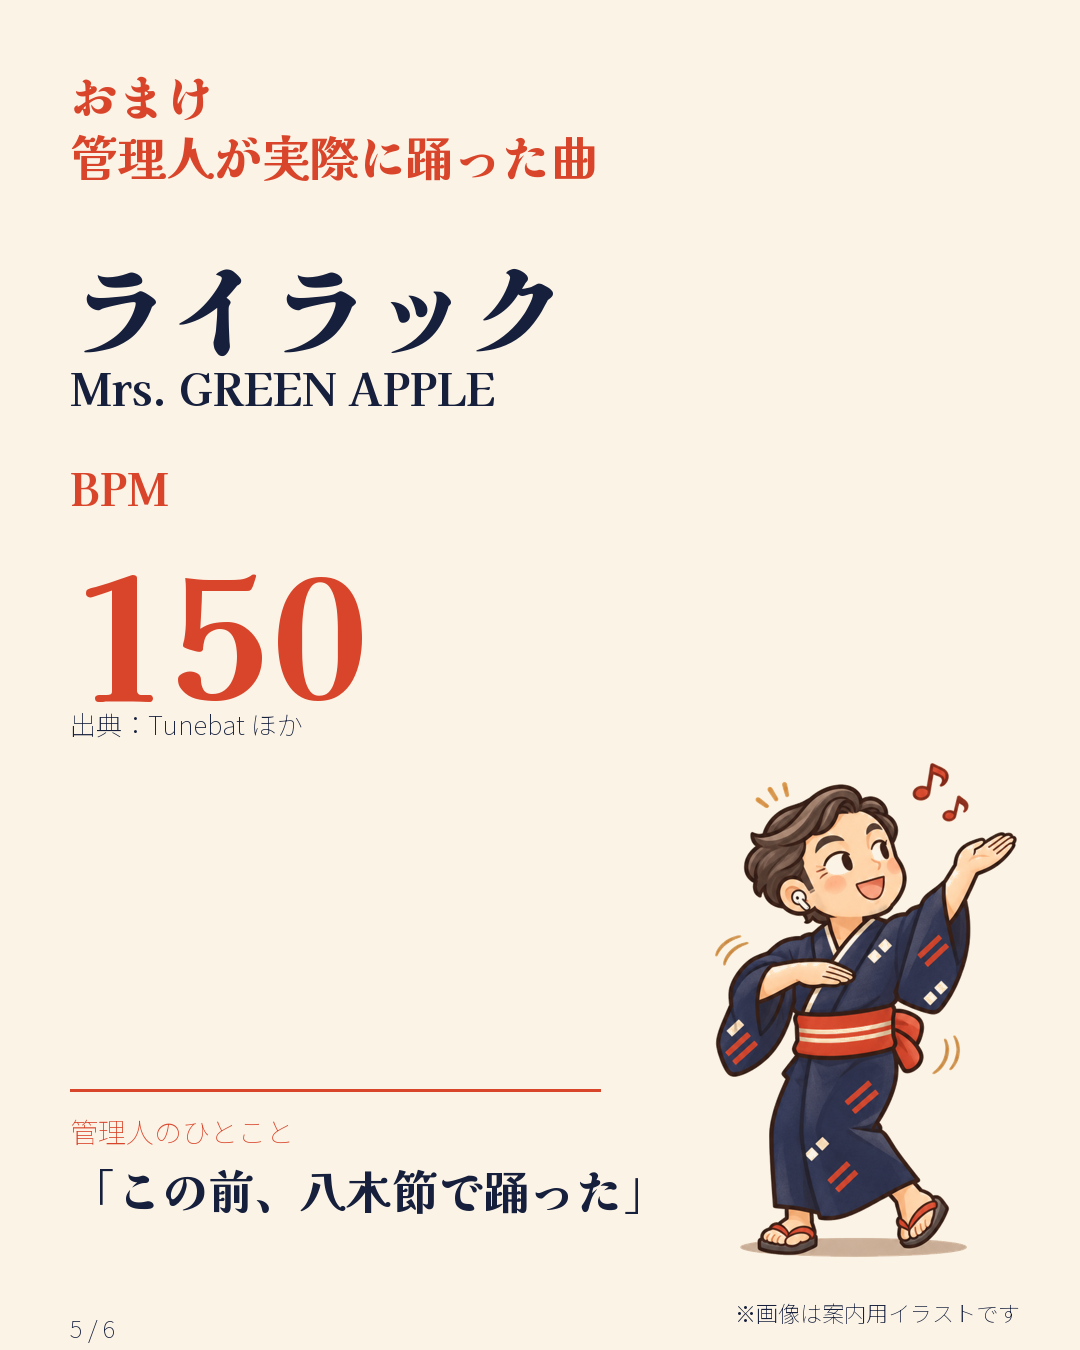 おまけ
管理人が実際に踊った曲
ライラック
Mrs. GREEN APPLE
BPM
150
出典：Tunebat ほか
管理人のひとこと
「この前、八木節で踊った」
※画像は案内用イラストです
5 / 6